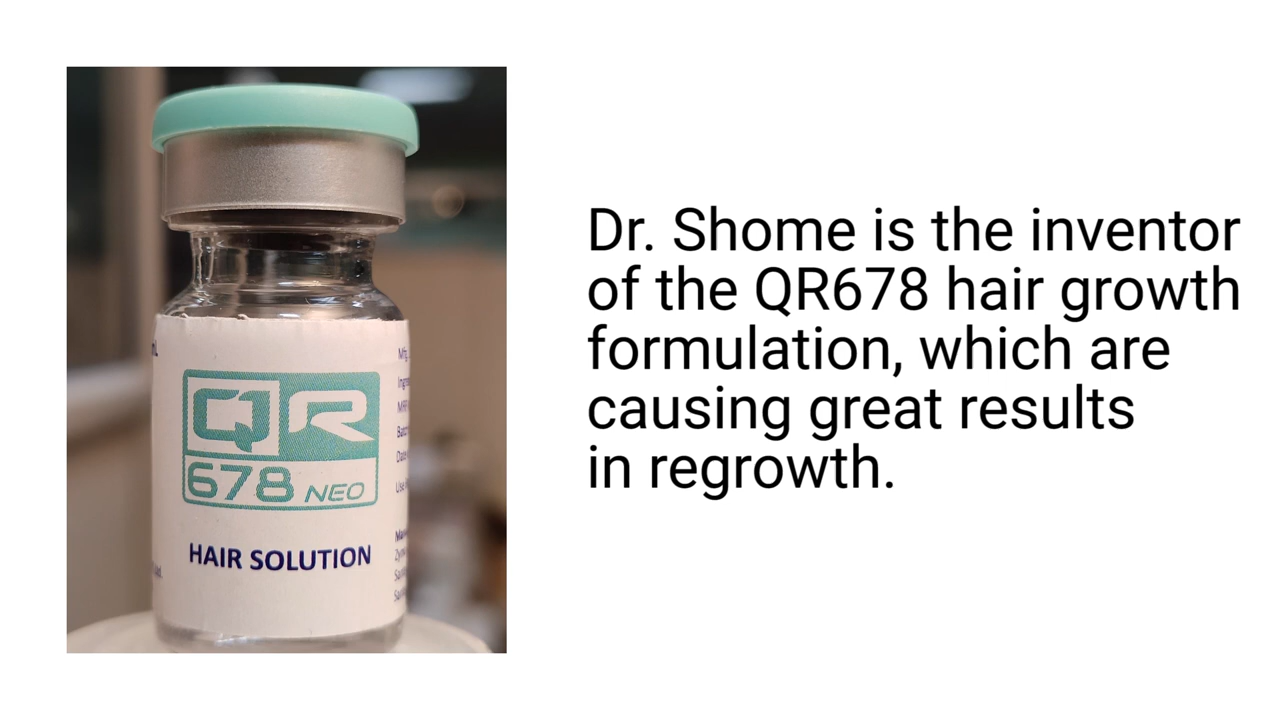 QR
678 NEO
HAIR SOLUTION
Dr. Shome is the inventor
of the QR678 hair growth
formulation, which are
causing great results
in regrowth.